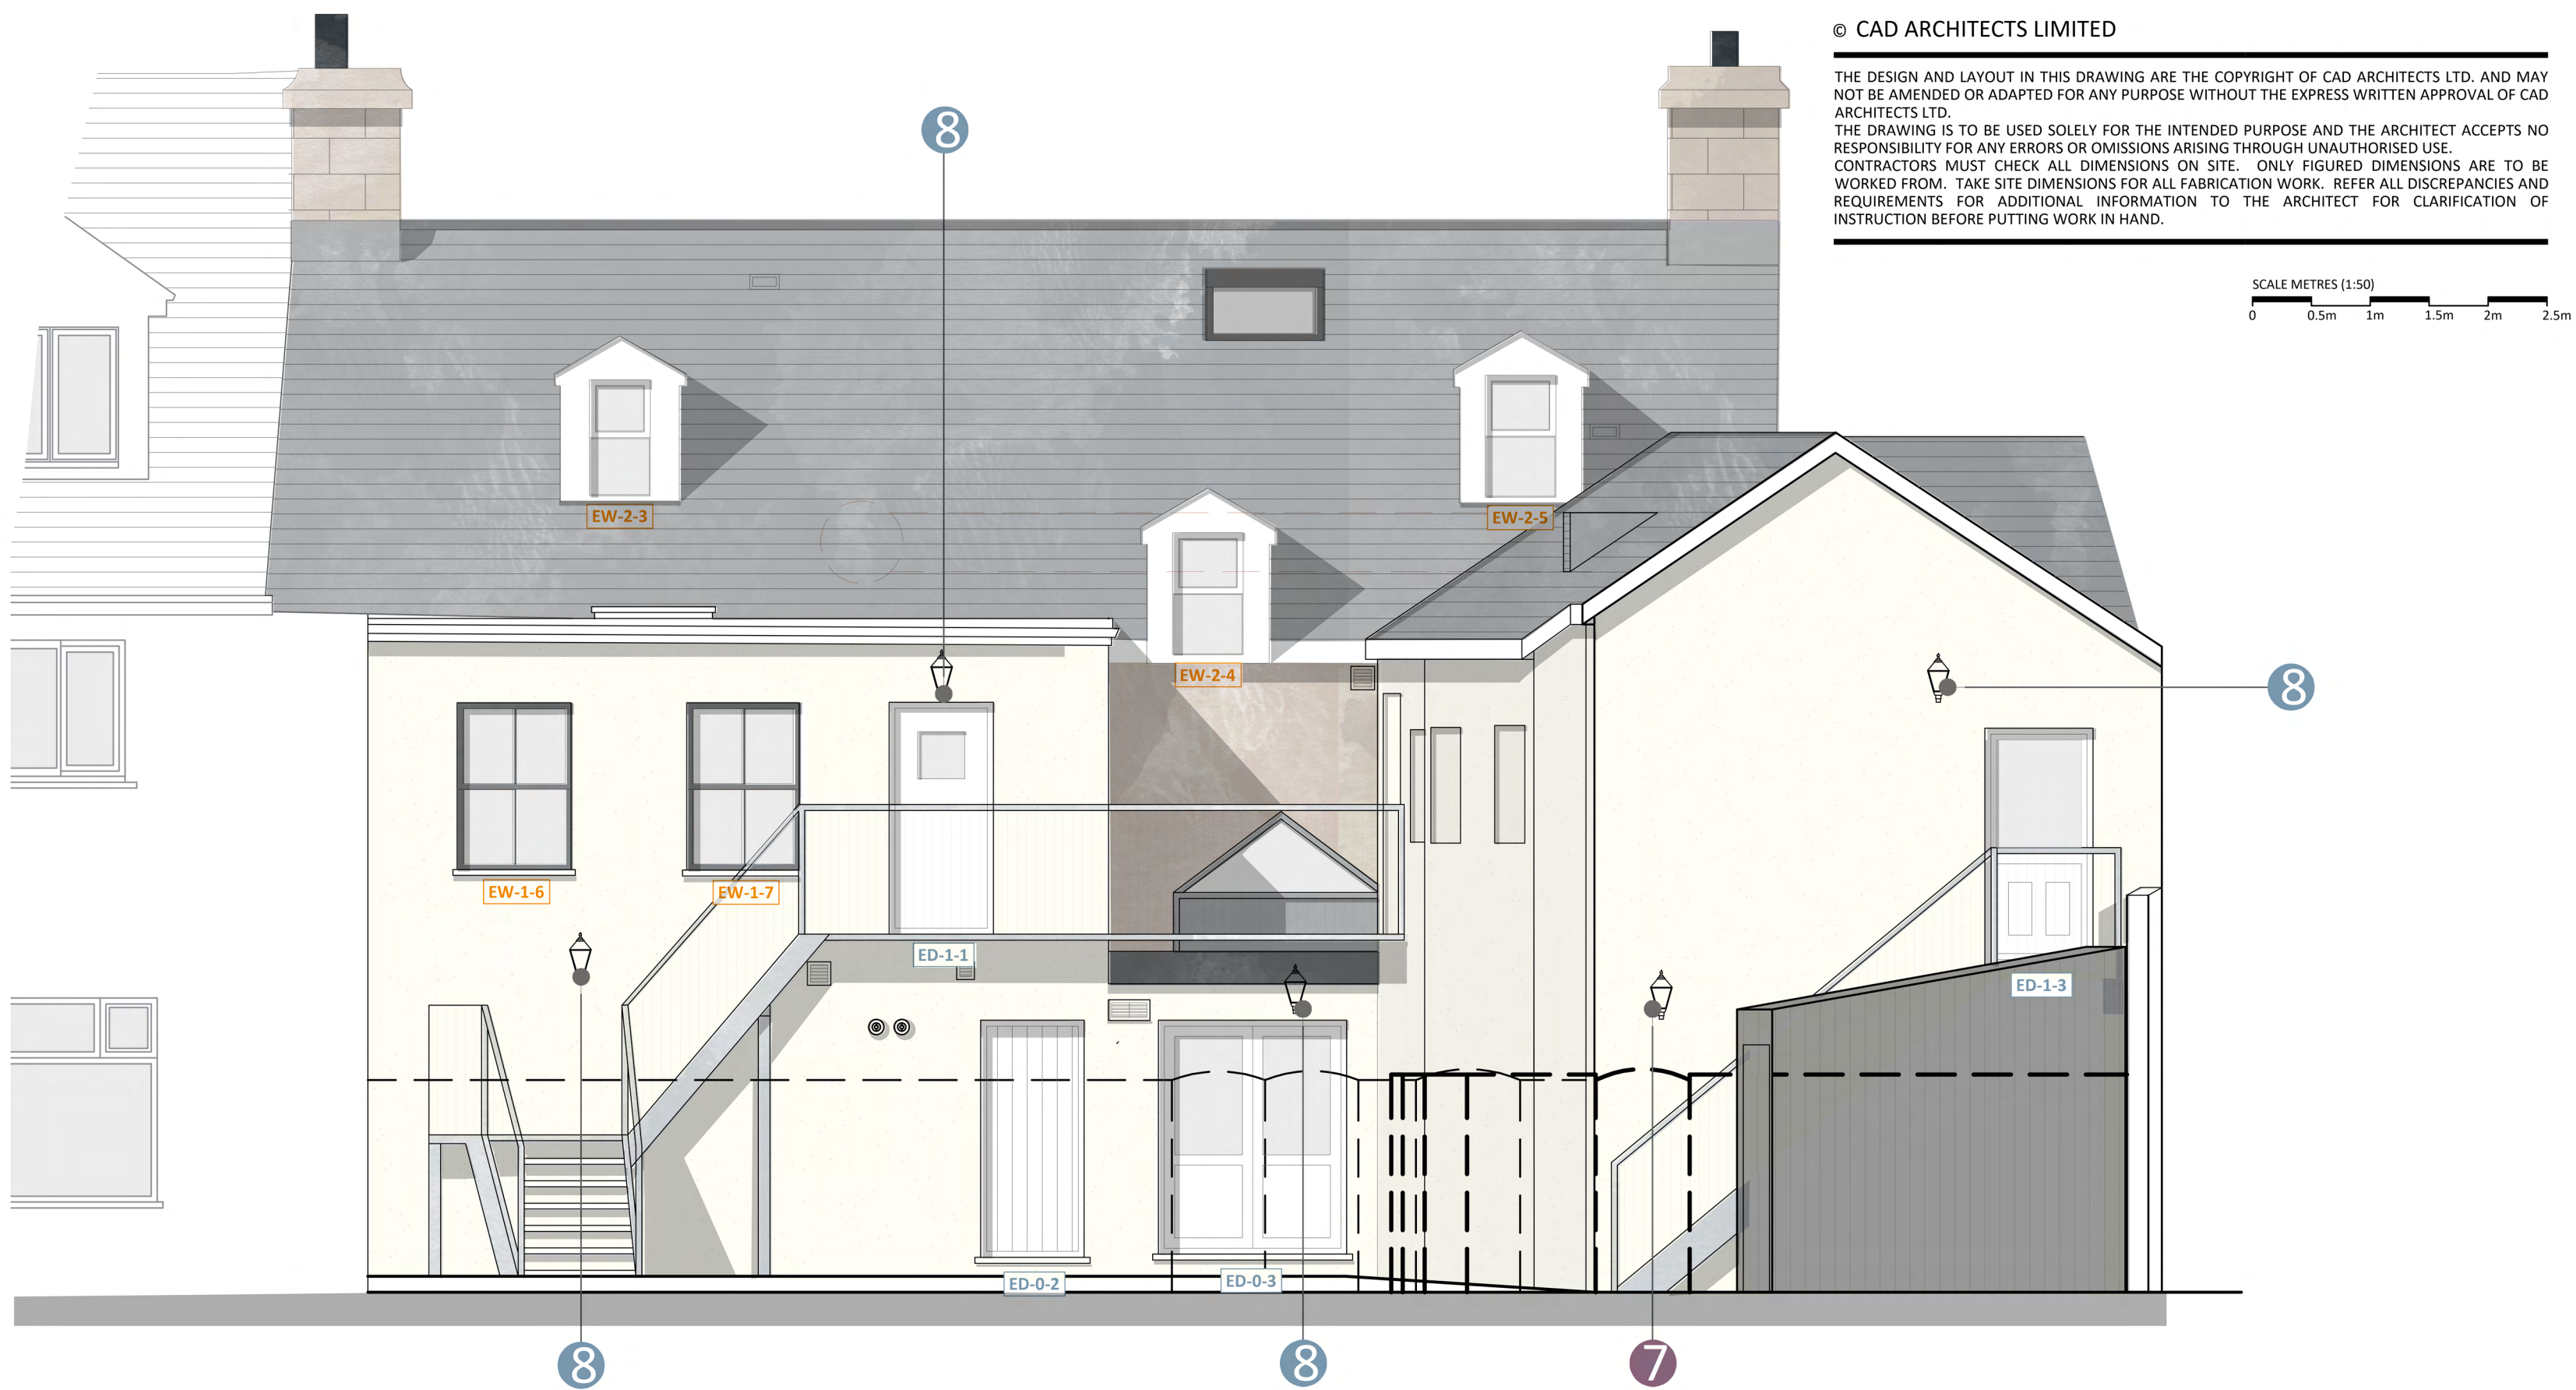 © CAD ARCHITECTS LIMITED
THE DESIGN AND LAYOUT IN THIS DRAWING ARE THE COPYRIGHT OF CAD ARCHITECTS LTD. AND MAY
NOT BE AMENDED OR ADAPTED FOR ANY PURPOSE WITHOUT THE EXPRESS WRITTEN APPROVAL OF CAD
ARCHITECTS LTD.
THE DRAWING IS TO BE USED SOLELY FOR THE INTENDED PURPOSE AND THE ARCHITECT ACCEPTS NO
RESPONSIBILITY FOR ANY ERRORS OR OMISSIONS ARISING THROUGH UNAUTHORISED USE.
CONTRACTORS MUST CHECK ALL DIMENSIONS ON SITE. ONLY FIGURED DIMENSIONS ARE TO BE
WORKED FROM. TAKE SITE DIMENSIONS FOR ALL FABRICATION WORK. REFER ALL DISCREPANCIES AND
REQUIREMENTS FOR ADDITIONAL INFORMATION TO THE ARCHITECT FOR CLARIFICATION OF
INSTRUCTION BEFORE PUTTING WORK IN HAND.
SCALE METRES (1:50)
0 0.5m 1m 1.5m 2m 2.5m
8
EW-2-3
EW-2-5
EW-2-4
8
EW-1-6
EW-1-7
ED-1-1
ED-1-3
ED-0-2
ED-0-3
8
8
7